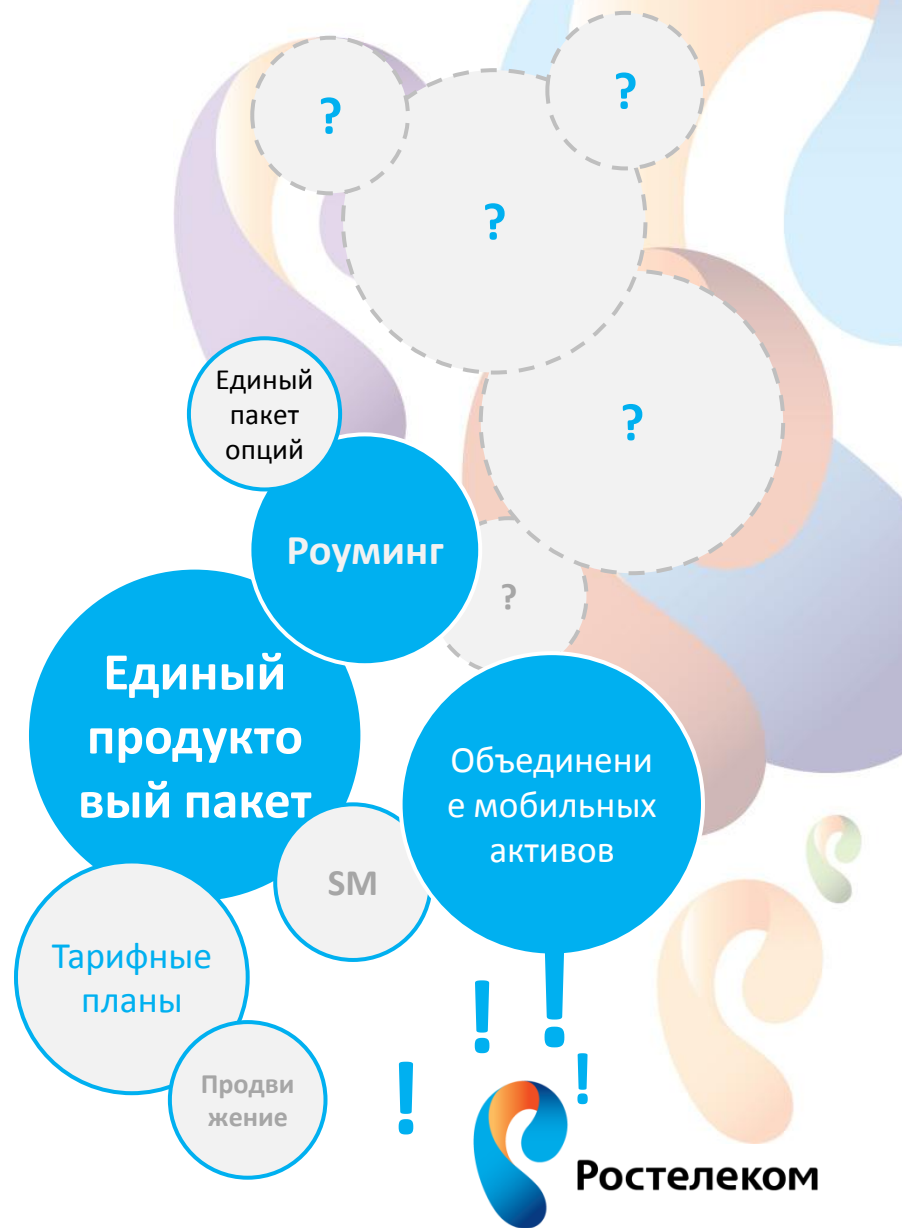 ?
?
?
?
Единый
пакет
опций
Роуминг
?
Единый
продукто
вый пакет
Объединени
е мобильных
активов
SM
Тарифные
планы
Продви
жение
!
!
!
!
Ростелеком